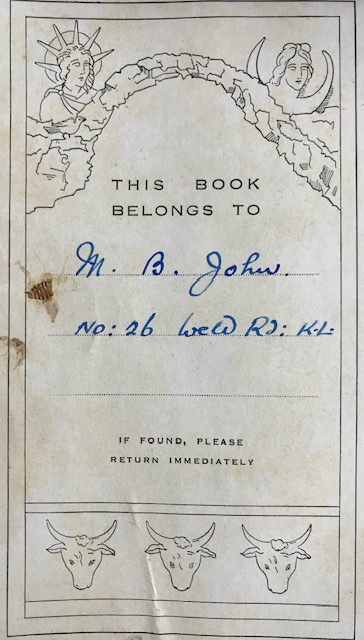 THIS BOOK
BELONGS TO
M. B. John.
No: 26 Weld Rd: K.L.
IF FOUND, PLEASE
RETURN IMMEDIATELY